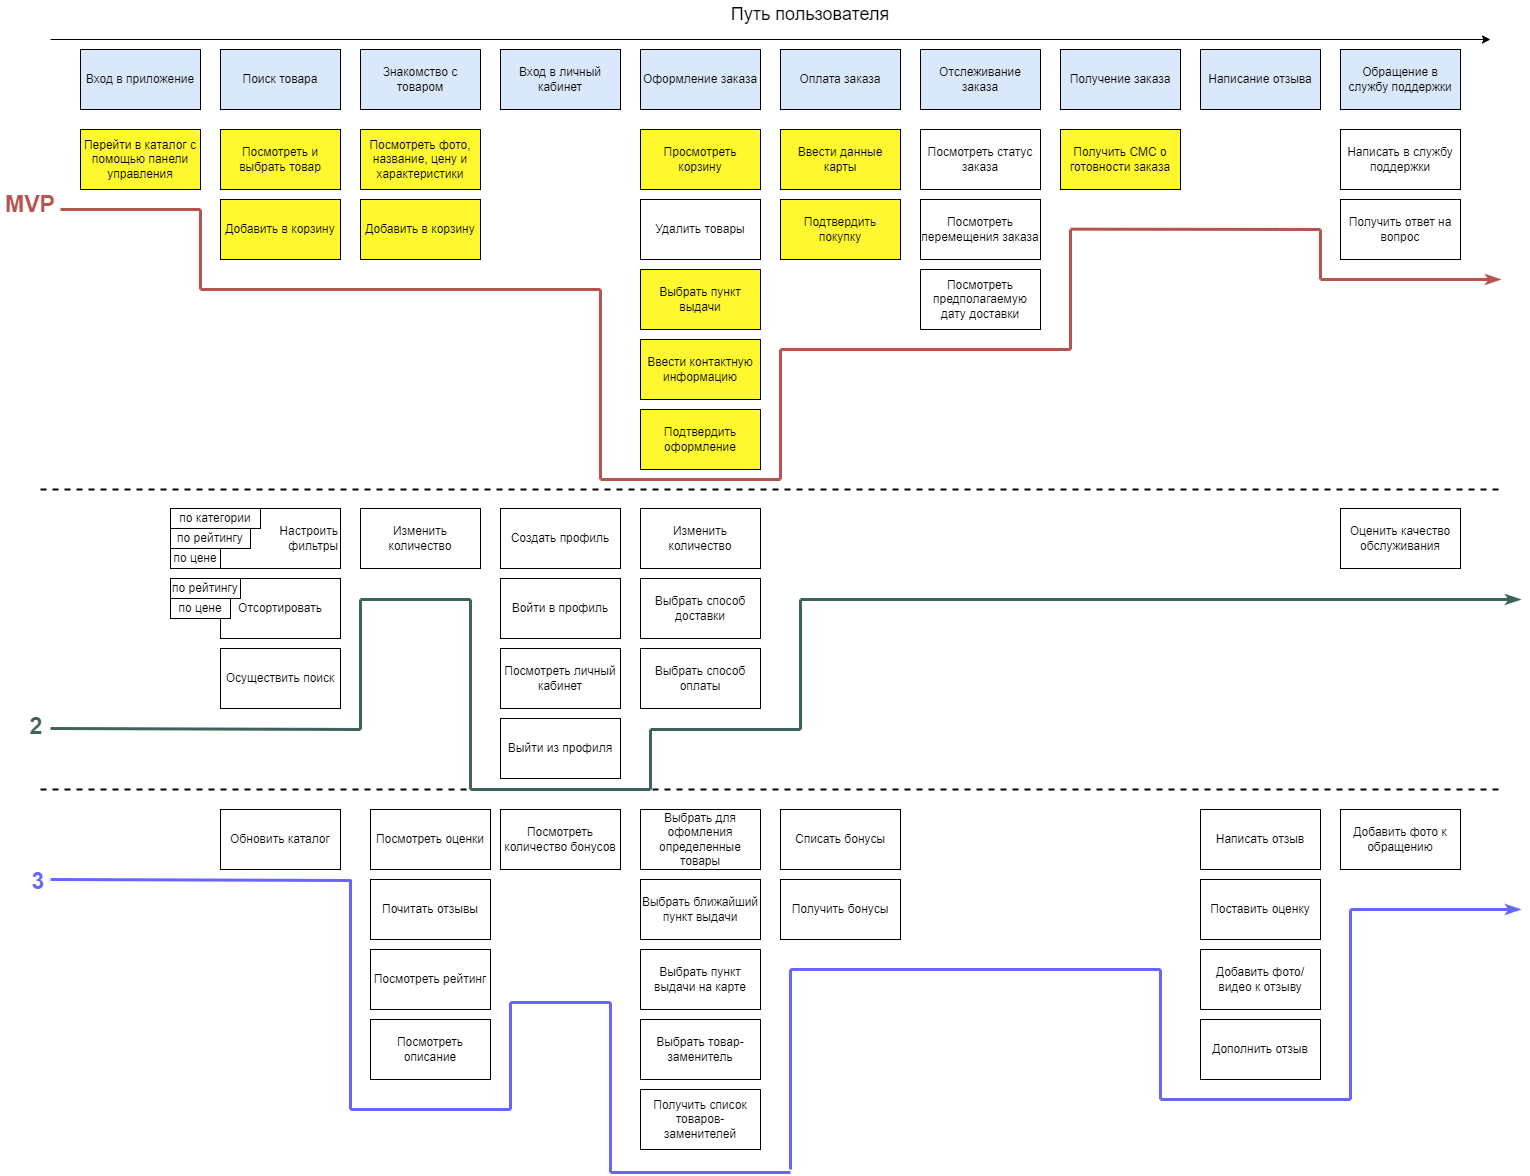 Путь пользователя
Вход в приложение
Поиск товара
Знакомство с
товаром
Вход в личный
кабинет
Оформление заказа
Оплата заказа
Отслеживание
заказа
Получение заказа
Написание отзыва
Обращение в
службу поддержки
Перейти в каталог с
помощью панели
управления
Посмотреть и
выбрать товар
Посмотреть фото,
название, цену и
характеристики
Просмотреть
корзину
Ввести данные
карты
Посмотреть статус
заказа
Получить СМС о
готовности заказа
Написать в службу
поддержки
MVP
Добавить в корзину
Добавить в корзину
Удалить товары
Подтвердить
покупку
Посмотреть
перемещения заказа
Получить ответ на
вопрос
Выбрать пункт
выдачи
Посмотреть
предполагаемую
дату доставки
Ввести контактную
информацию
Подтвердить
оформление
по категории
по рейтингу
по цене
Настроить
фильтры
Изменить
количество
Создать профиль
Изменить
количество
Оценить качество
обслуживания
по рейтингу
по цене
Отсортировать
Войти в профиль
Выбрать способ
доставки
Осуществить поиск
Посмотреть личный
кабинет
Выбрать способ
оплаты
2
Выйти из профиля
Обновить каталог
Посмотреть оценки
Посмотреть
количество бонусов
Выбрать для
офомления
определенные
товары
Списать бонусы
Написать отзыв
Добавить фото к
обращению
3
Почитать отзывы
Выбрать ближайший
пункт выдачи
Получить бонусы
Поставить оценку
Посмотреть рейтинг
Выбрать пункт
выдачи на карте
Добавить фото/
видео к отзыву
Посмотреть
описание
Выбрать товар-
заменитель
Дополнить отзыв
Получить список
товаров-
заменителей